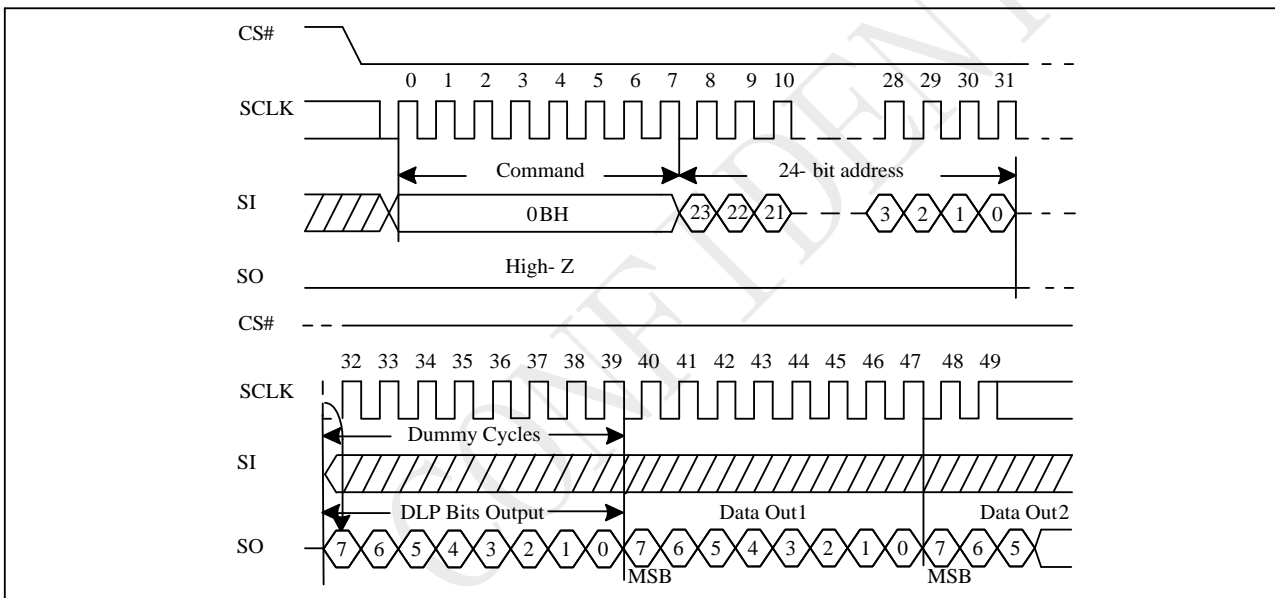 CS#
0 1 2 3 4 5 6 7 8 9 10 28 29 30 31
SCLK
Command 24- bit address
SI
0BH 23 22 21 3 2 1 0
High- Z
SO
CS#
32 33 34 35 36 37 38 39 40 41 42 43 44 45 46 47 48 49
SCLK
Dummy Cycles
SI
DLP Bits Output Data Out1 Data Out2
SO 7 6 5 4 3 2 1 0 7 6 5 4 3 2 1 0 7 6 5
MSB MSB
CONFIDENT